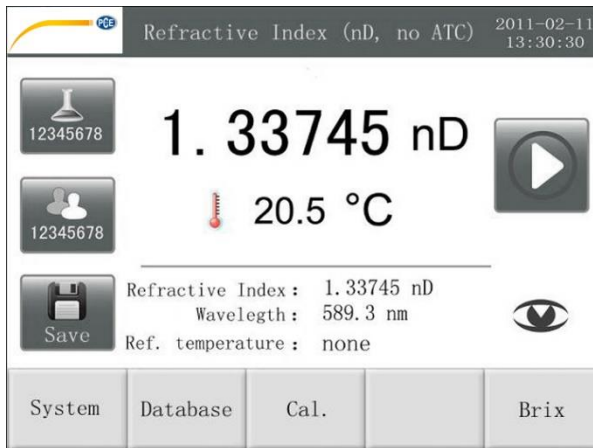 PCE
Refractive Index (nD, no ATC)
2011-02-11
13:30:30
12345678
1.33745 nD
20.5 °C
12345678
Refractive Index: 1.33745 nD
Wavelegth: 589.3 nm
Ref. temperature: none
Save
System
Database
Cal.
Brix